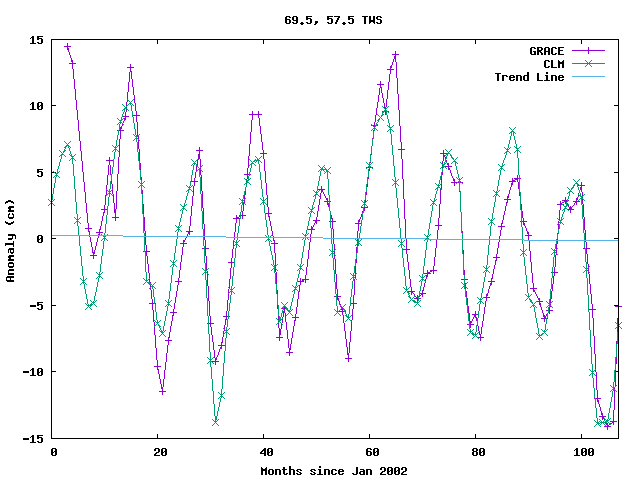 69.5, 57.5 TWS
GRACE
CLM
Trend Line
15
10
5
0
-5
-10
-15
Anomaly (cm)
0 20 40 60 80 100
Months since Jan 2002